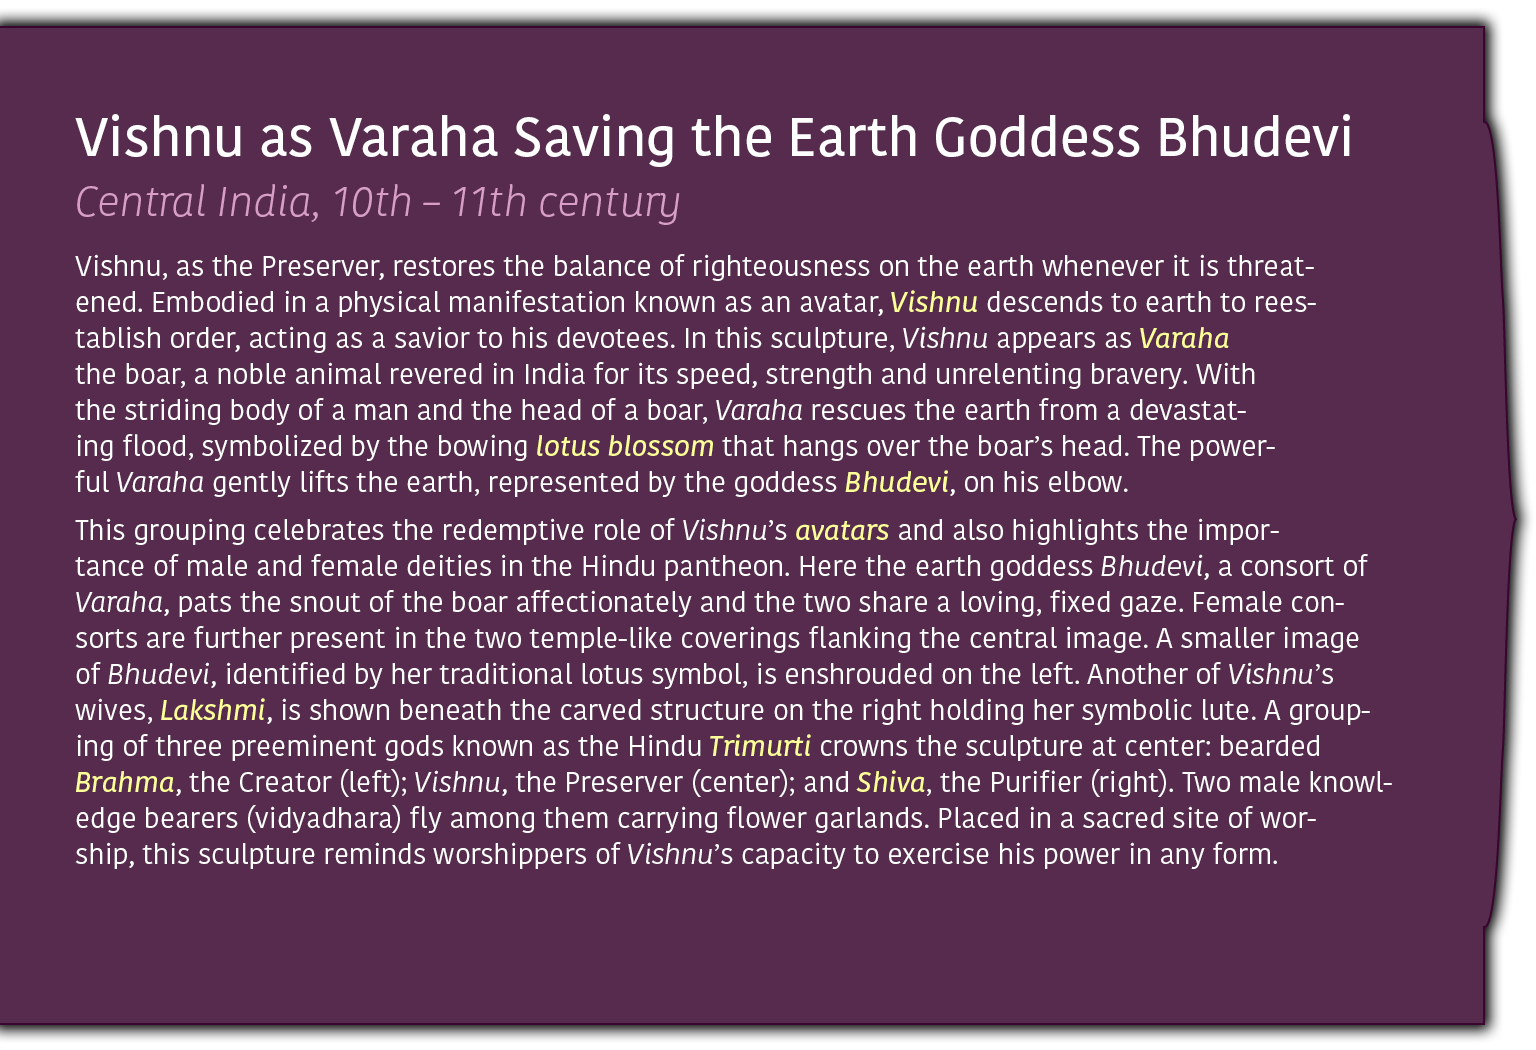 Vishnu as Varaha Saving the Earth Goddess Bhudevi
Central India, 10th – 11th century
Vishnu, as the Preserver, restores the balance of righteousness on the earth whenever it is threat-
ened. Embodied in a physical manifestation known as an avatar, Vishnu descends to earth to rees-
tablish order, acting as a savior to his devotees. In this sculpture, Vishnu appears as Varaha
the boar, a noble animal revered in India for its speed, strength and unrelenting bravery. With
the striding body of a man and the head of a boar, Varaha rescues the earth from a devastat-
ing flood, symbolized by the bowing lotus blossom that hangs over the boar’s head. The power-
ful Varaha gently lifts the earth, represented by the goddess Bhudevi, on his elbow.
This grouping celebrates the redemptive role of Vishnu’s avatars and also highlights the impor-
tance of male and female deities in the Hindu pantheon. Here the earth goddess Bhudevi, a consort of
Varaha, pats the snout of the boar affectionately and the two share a loving, fixed gaze. Female con-
sorts are further present in the two temple-like coverings flanking the central image. A smaller image
of Bhudevi, identified by her traditional lotus symbol, is enshrouded on the left. Another of Vishnu’s
wives, Lakshmi, is shown beneath the carved structure on the right holding her symbolic lute. A group-
ing of three preeminent gods known as the Hindu Trimurti crowns the sculpture at center: bearded
Brahma, the Creator (left); Vishnu, the Preserver (center); and Shiva, the Purifier (right). Two male knowl-
edge bearers (vidyadhara) fly among them carrying flower garlands. Placed in a sacred site of wor-
ship, this sculpture reminds worshippers of Vishnu’s capacity to exercise his power in any form.